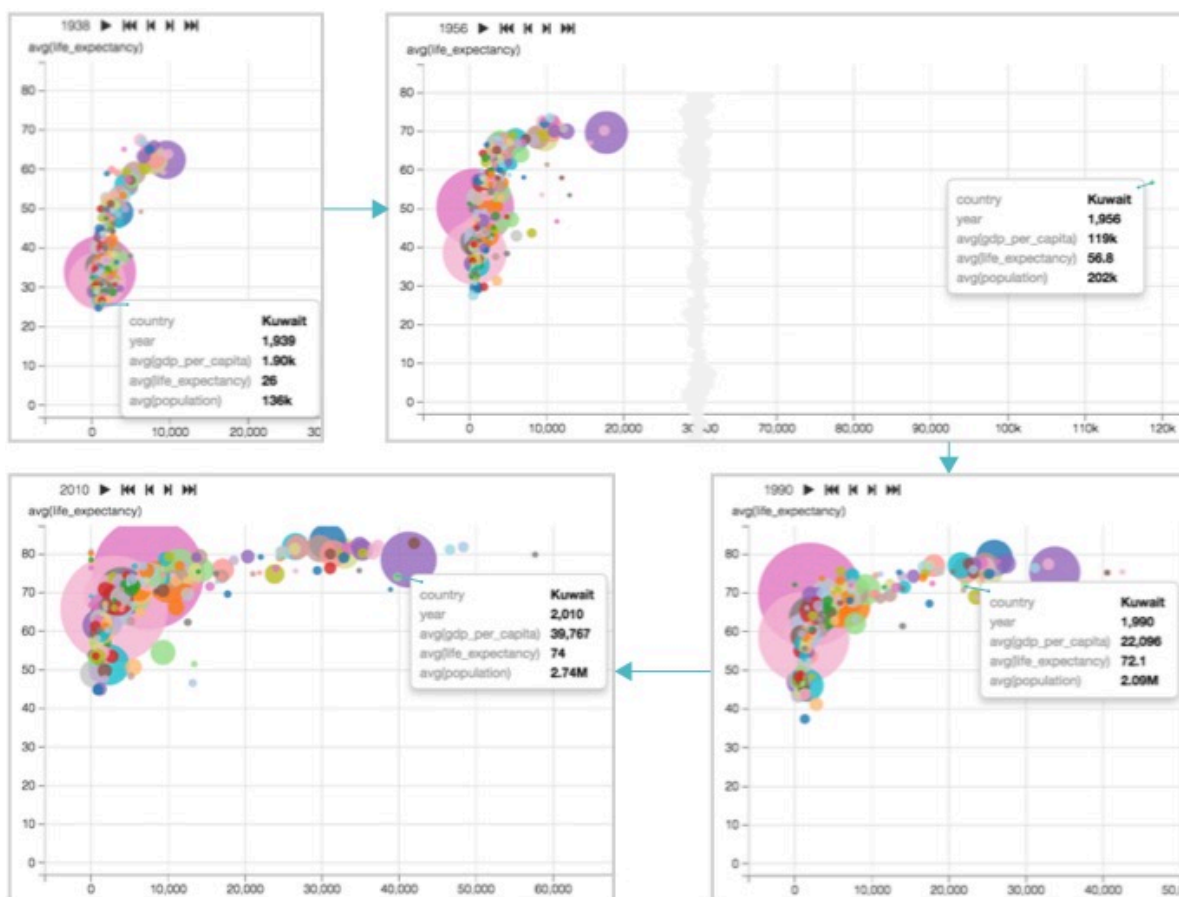 1938
avg(life_expectancy)
80
70
60
50
40
30
20
10
0
0 10,000 20,000
country Kuwait
year 1,939
avg(gdp_per_capita) 1.90k
avg(life_expectancy) 26
avg(population) 136k
1956
avg(life_expectancy)
80
70
60
50
40
30
20
10
0
0 10,000 20,000 70,000 80,000 90,000 100k 110k 120k
country Kuwait
year 1,956
avg(gdp_per_capita) 119k
avg(life_expectancy) 56.8
avg(population) 202k
2010
avg(life_expectancy)
80
70
60
50
40
30
20
10
0
0 10,000 20,000 30,000 40,000 50,000 60,000
country Kuwait
year 2,010
avg(gdp_per_capita) 39,767
avg(life_expectancy) 74
avg(population) 2.74M
1990
avg(life_expectancy)
80
70
60
50
40
30
20
10
0
0 10,000 20,000 30,000 40,000
country Kuwait
year 1,990
avg(gdp_per_capita) 22,096
avg(life_expectancy) 72.1
avg(population) 2.09M